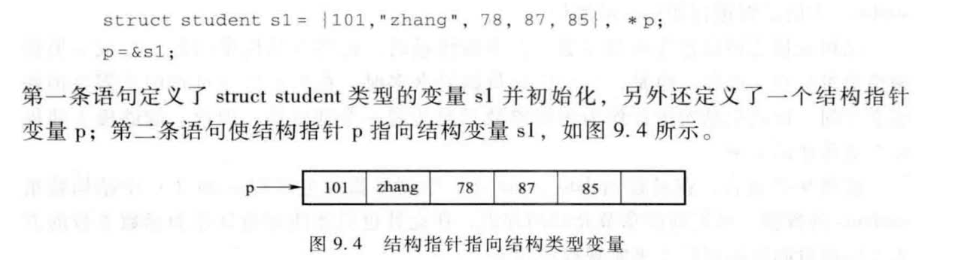 struct student s1= {101,"zhang", 78, 87, 85}, *p;
p=&s1;
第一条语句定义了 struct student 类型的变量 s1 并初始化，另外还定义了一个结构指针
变量 p；第二条语句使结构指针 p 指向结构变量 s1，如图 9.4 所示。
p 101 zhang 78 87 85
图 9.4 结构指针指向结构类型变量